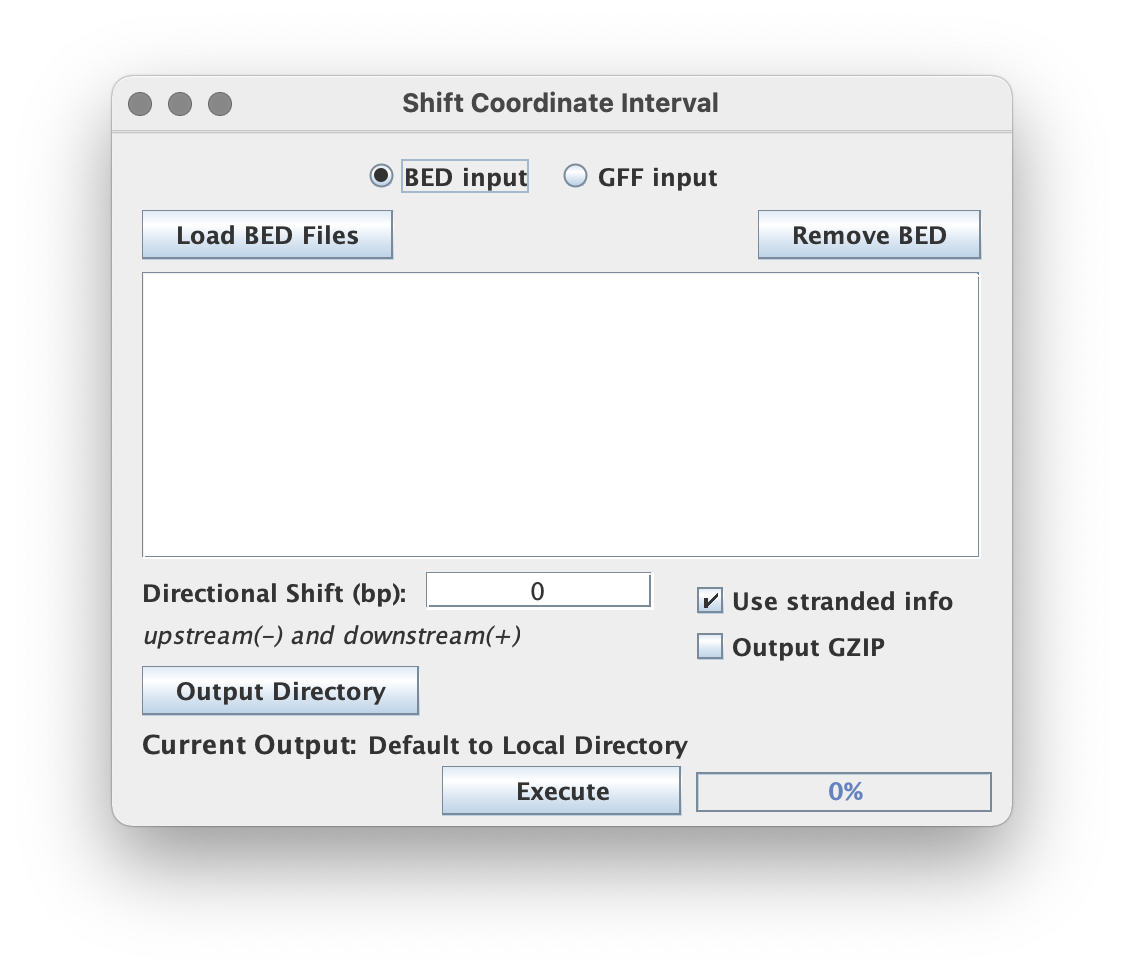 Shift Coordinate Interval
BED input GFF input
Load BED Files Remove BED
Directional Shift (bp): 0
Use stranded info
upstream(-) and downstream(+)
Output GZIP
Output Directory
Current Output: Default to Local Directory
Execute 0%